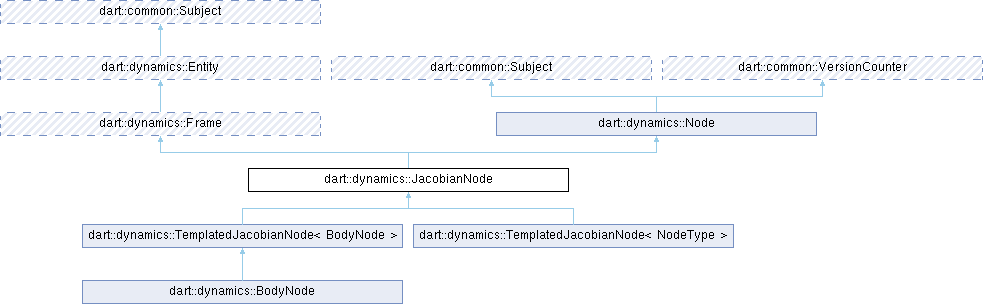 dart::common::Subject
dart::dynamics::Entity
dart::common::Subject
dart::common::VersionCounter
dart::dynamics::Frame
dart::dynamics::Node
dart::dynamics::JacobianNode
dart::dynamics::TemplatedJacobianNode< BodyNode >
dart::dynamics::TemplatedJacobianNode< NodeType >
dart::dynamics::BodyNode